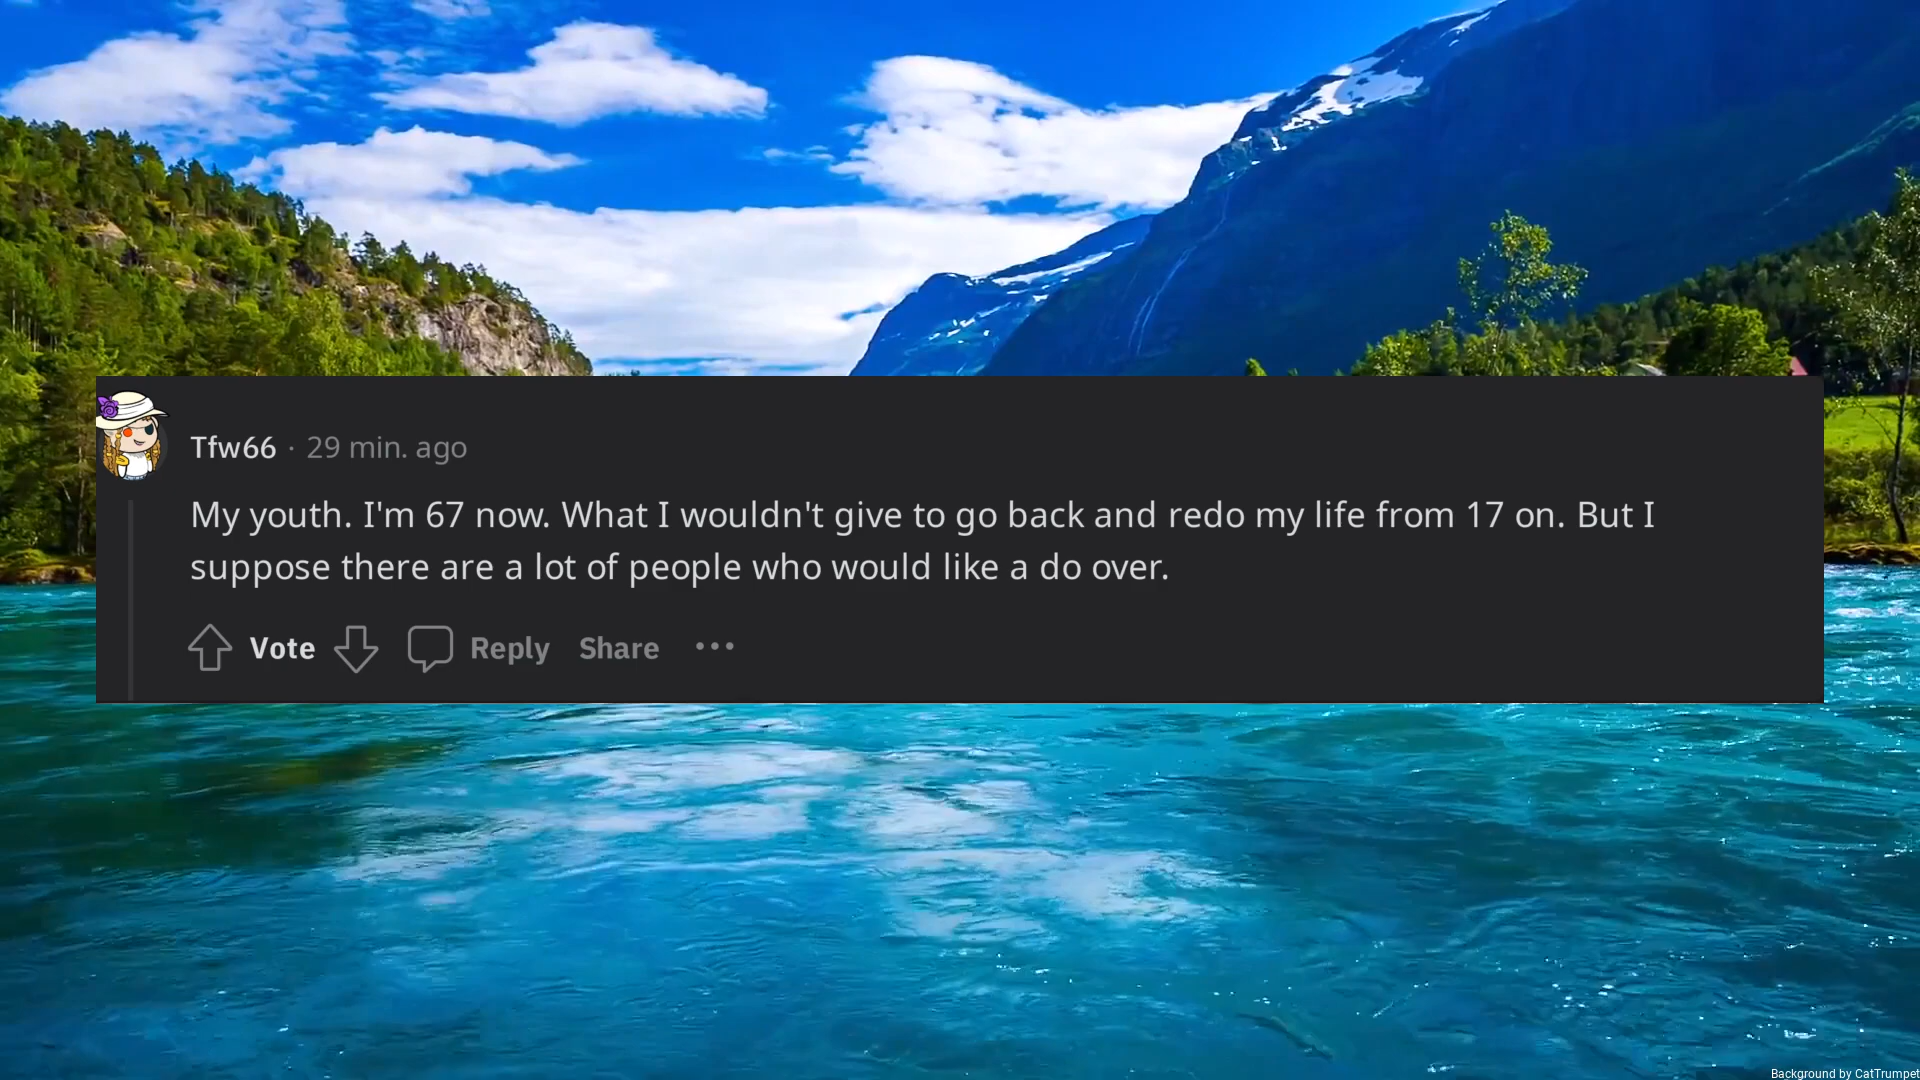 Tfw66 · 29 min. ago
My youth. I'm 67 now. What I wouldn't give to go back and redo my life from 17 on. But I
suppose there are a lot of people who would like a do over.
Vote Reply Share •••
Background by CatTrumpet